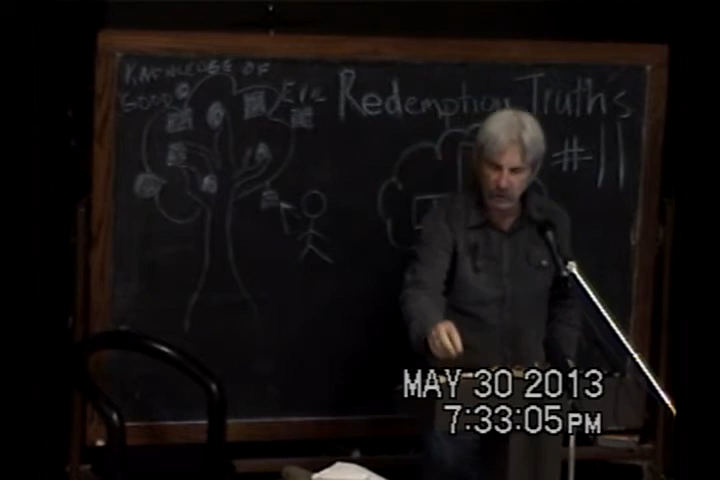 KNOWLEDGE OF
GOOD EVIL
Redemption Truths
#11
MAY 30 2013
7:33:05PM